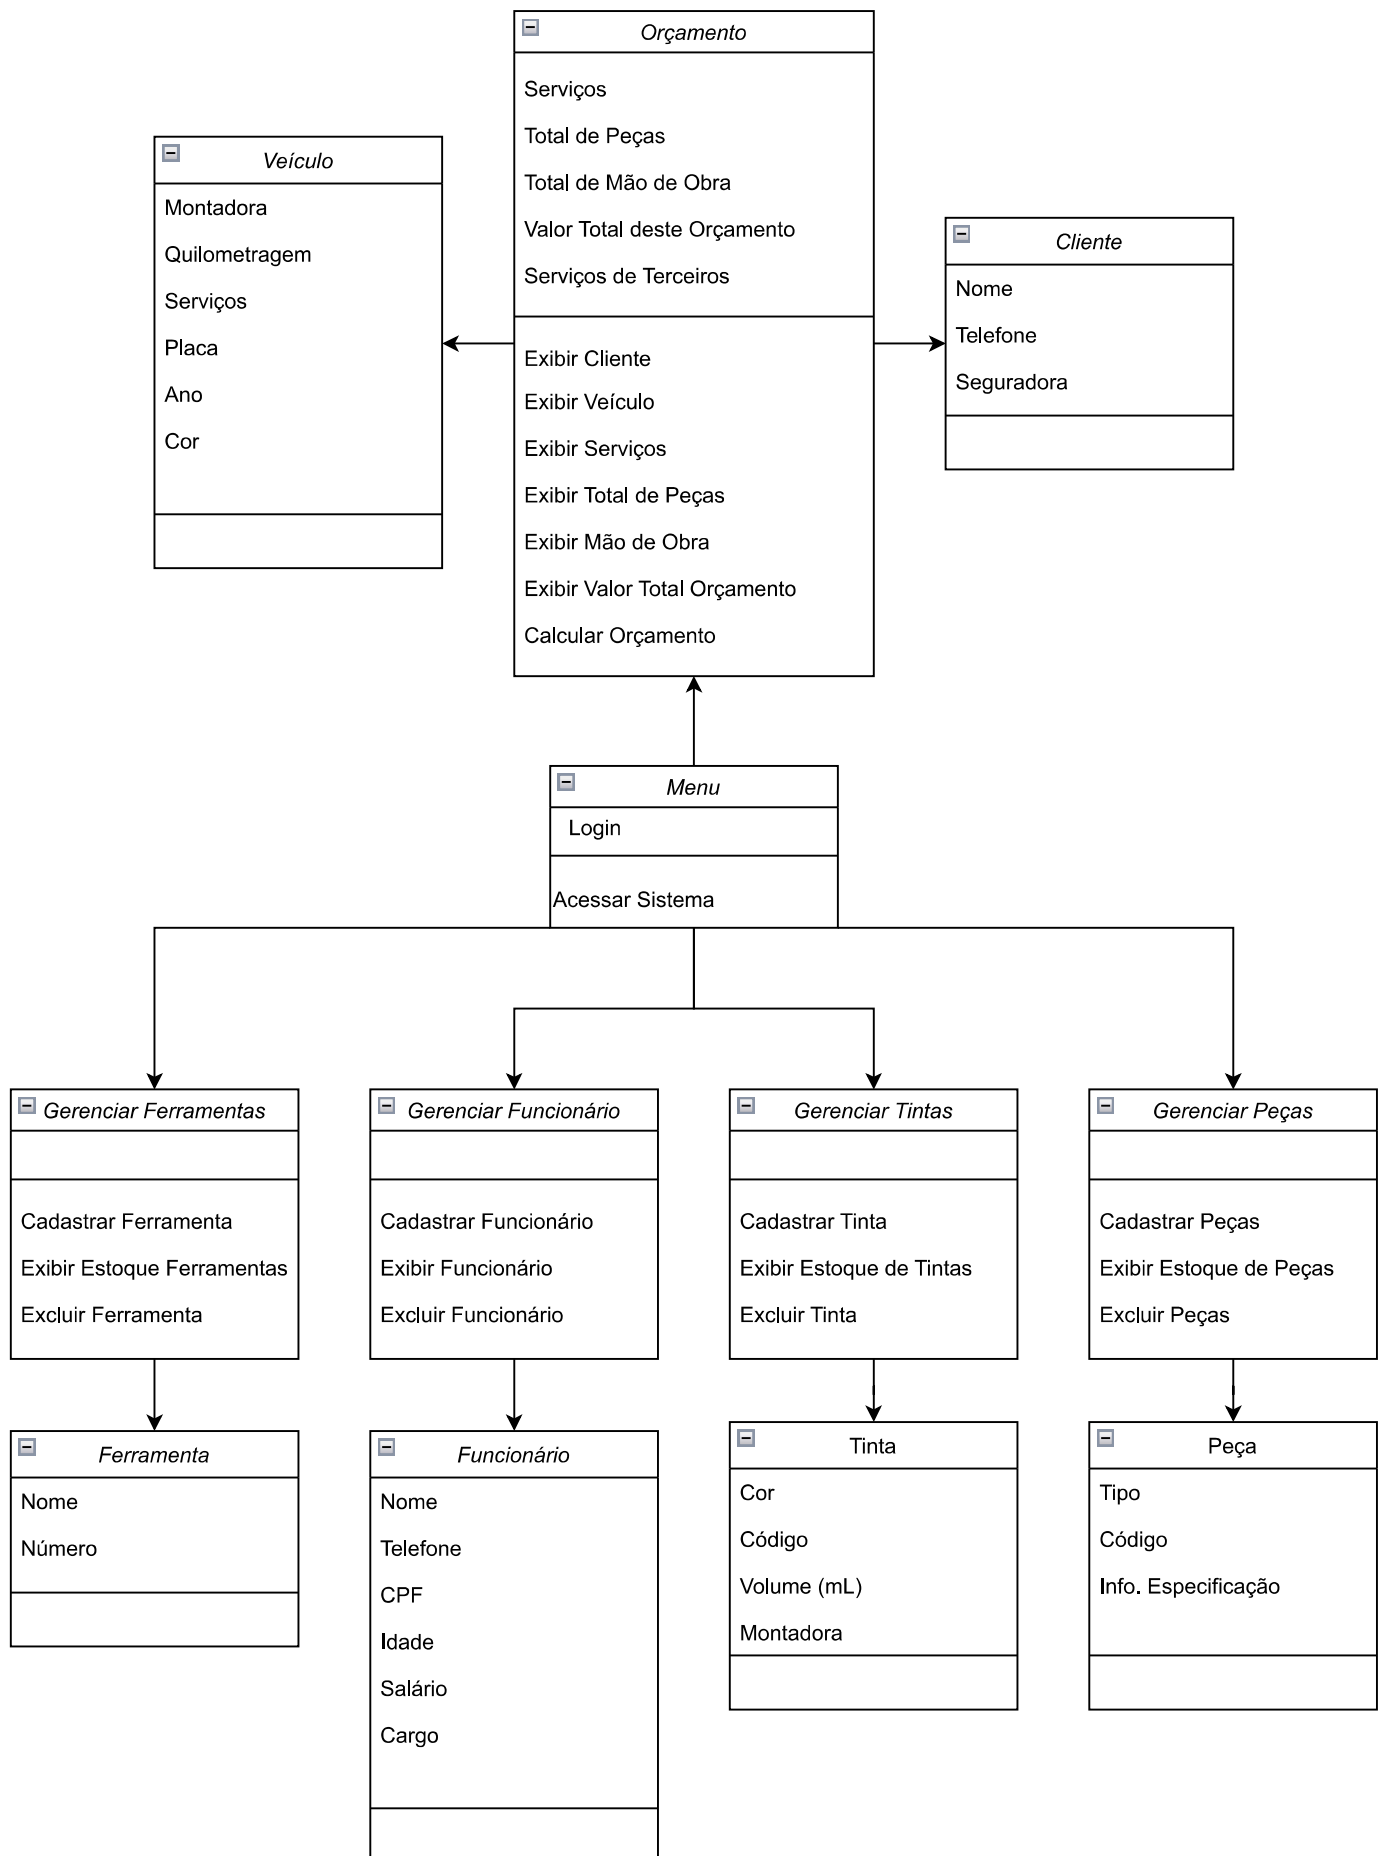 Orçamento
Serviços
Total de Peças
Total de Mão de Obra
Valor Total deste Orçamento
Serviços de Terceiros
Exibir Cliente
Exibir Veículo
Exibir Serviços
Exibir Total de Peças
Exibir Mão de Obra
Exibir Valor Total Orçamento
Calcular Orçamento
Veículo
Montadora
Quilometragem
Serviços
Placa
Ano
Cor
Cliente
Nome
Telefone
Seguradora
Menu
Login
Acessar Sistema
Gerenciar Ferramentas
Cadastrar Ferramenta
Exibir Estoque Ferramentas
Excluir Ferramenta
Gerenciar Funcionário
Cadastrar Funcionário
Exibir Funcionário
Excluir Funcionário
Gerenciar Tintas
Cadastrar Tinta
Exibir Estoque de Tintas
Excluir Tinta
Gerenciar Peças
Cadastrar Peças
Exibir Estoque de Peças
Excluir Peças
Ferramenta
Nome
Número
Funcionário
Nome
Telefone
CPF
Idade
Salário
Cargo
Tinta
Cor
Código
Volume (mL)
Montadora
Peça
Tipo
Código
Info. Especificação